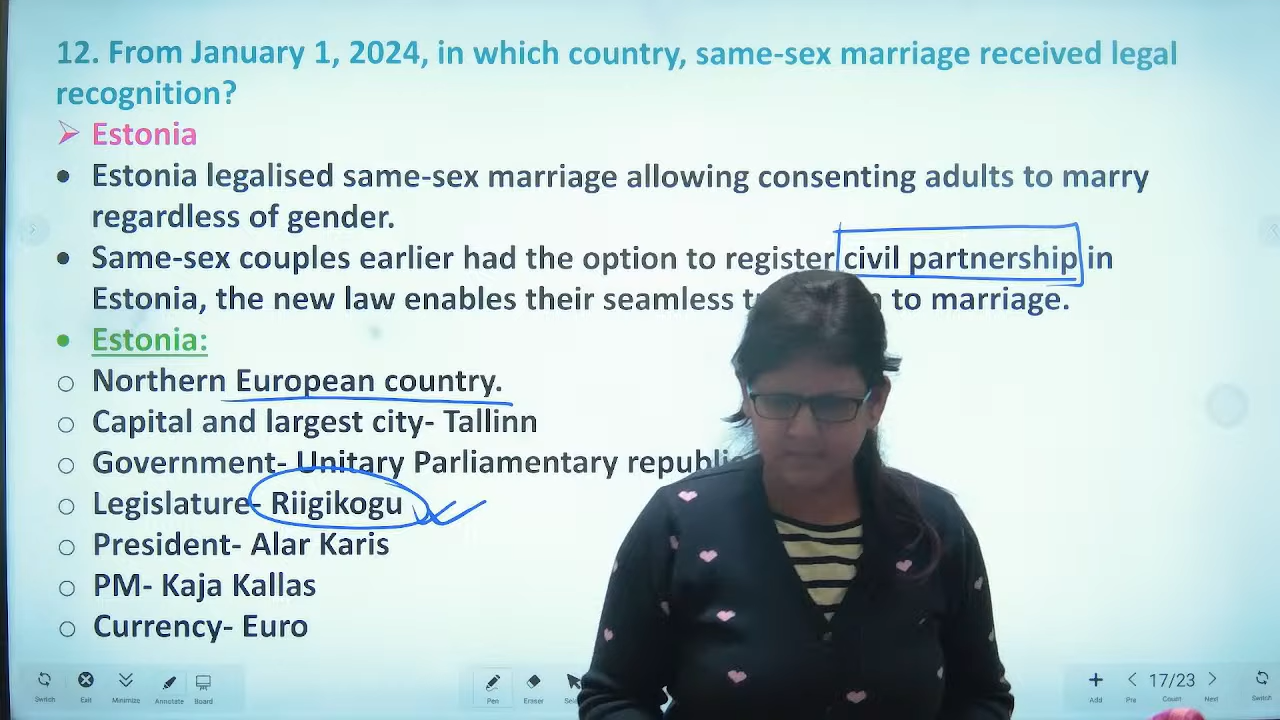 12. From January 1, 2024, in which country, same-sex marriage received legal
recognition?
Estonia
Estonia legalised same-sex marriage allowing consenting adults to marry
regardless of gender.
Same-sex couples earlier had the option to register civil partnership in
Estonia, the new law enables their seamless to marriage.
Estonia:
Northern European country.
Capital and largest city- Tallinn
Government- Unitary Parliamentary
Legislature- Riigikogu
President- Alar Karis
PM- Kaja Kallas
Currency- Euro
Switch Exit Minimize Annotate Board Pen Eraser Add Pre 17/23 Count Next Switch